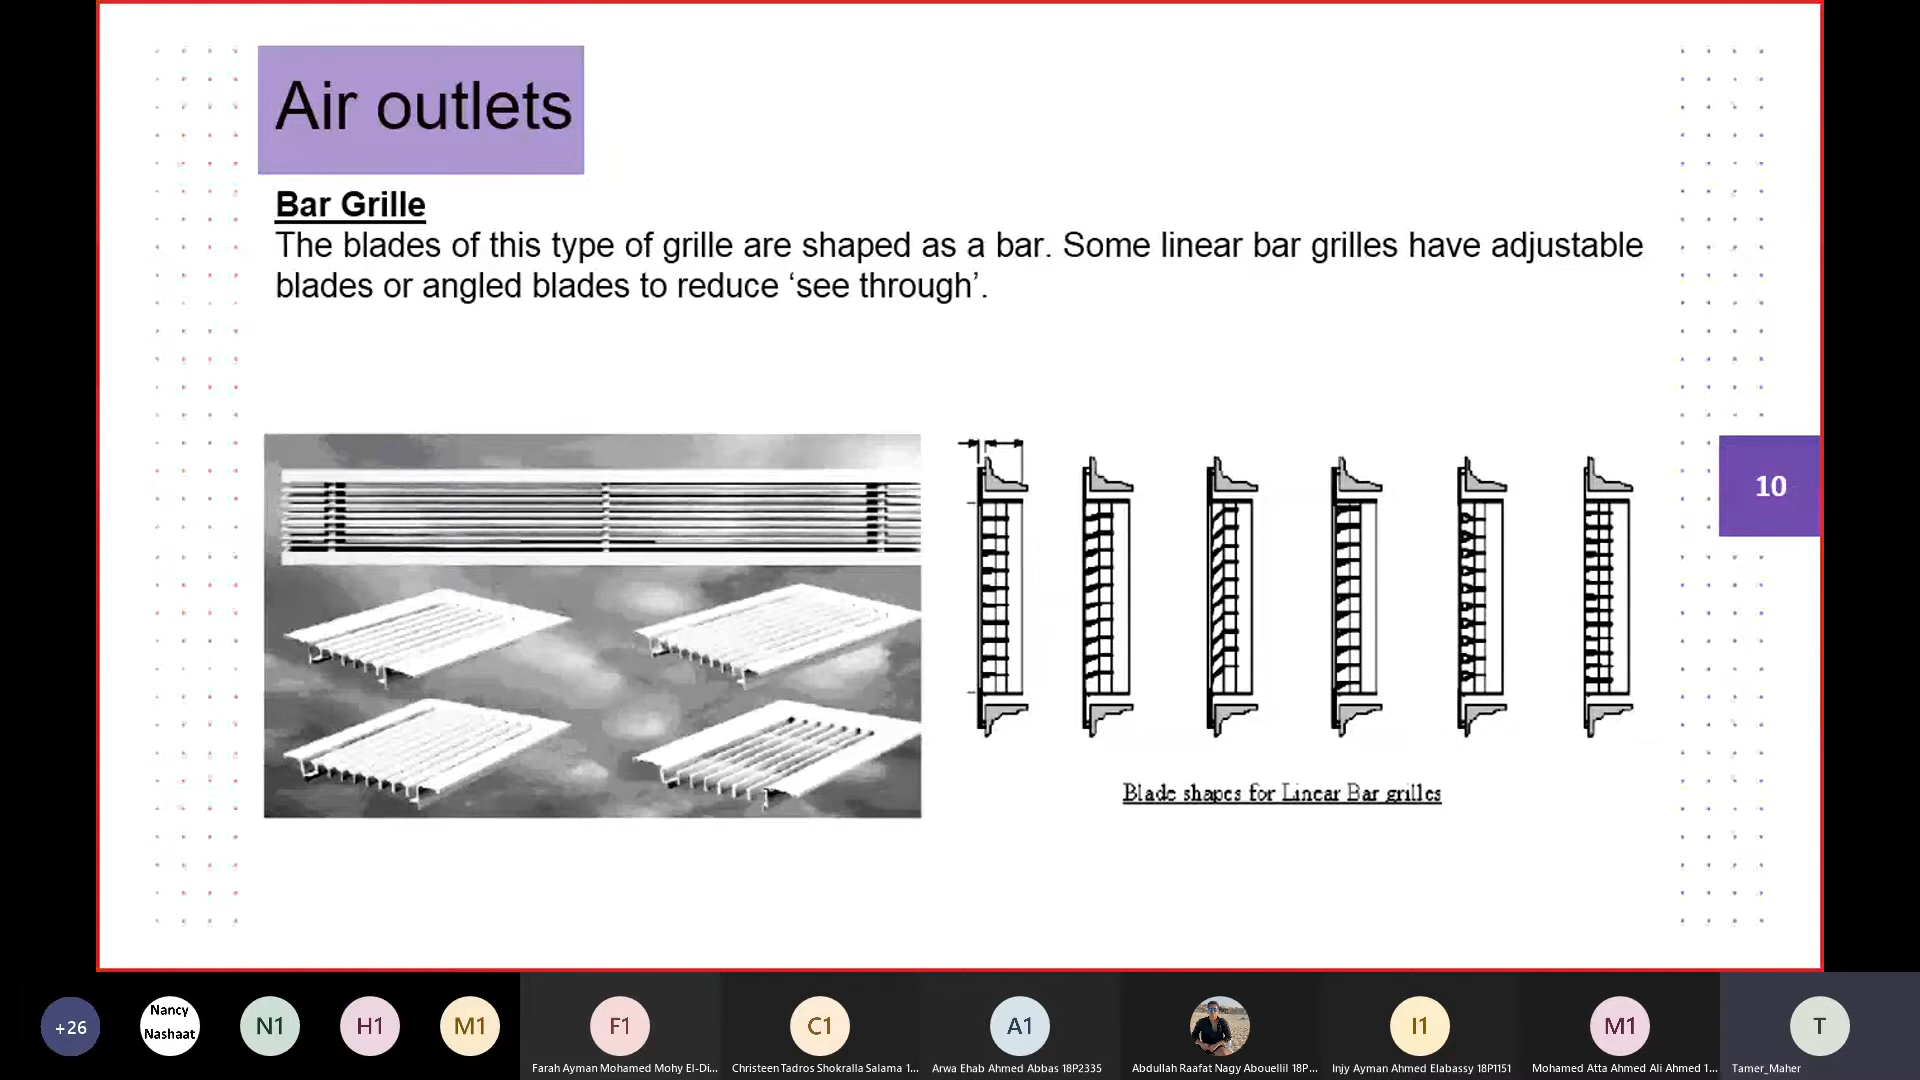 Air outlets
Bar Grille
The blades of this type of grille are shaped as a bar. Some linear bar grilles have adjustable
blades or angled blades to reduce ‘see through’.
10
Blade shapes for Linear Bar grilles
+26
Nancy
Nashaat
N1
H1
M1
F1
C1
A1
I1
M1
T
Farah Ayman Mohamed Mohy El-Di...
Christeen Tadros Shokralla Salama 1...
Arwa Ehab Ahmed Abbas 18P2335
Abdullah Raafat Nagy Abouellil 18P...
Injy Ayman Ahmed Elabassy 18P1151
Mohamed Atta Ahmed Ali Ahmed 1...
Tamer_Maher